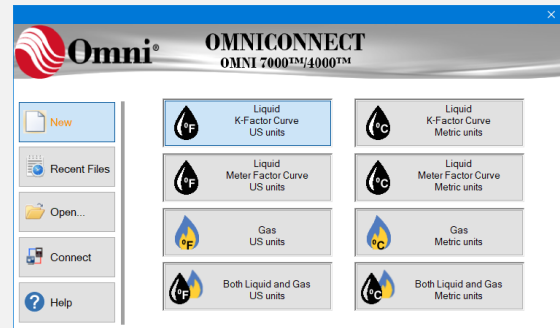 Omni®
OMNICONNECT
OMNI 7000™/4000™
New
Recent Files
Open...
Connect
Help
°F
Liquid
K-Factor Curve
US units
°C
Liquid
K-Factor Curve
Metric units
°F
Liquid
Meter Factor Curve
US units
°C
Liquid
Meter Factor Curve
Metric units
°F
Gas
US units
°C
Gas
Metric units
°F
Both Liquid and Gas
US units
°C
Both Liquid and Gas
Metric units